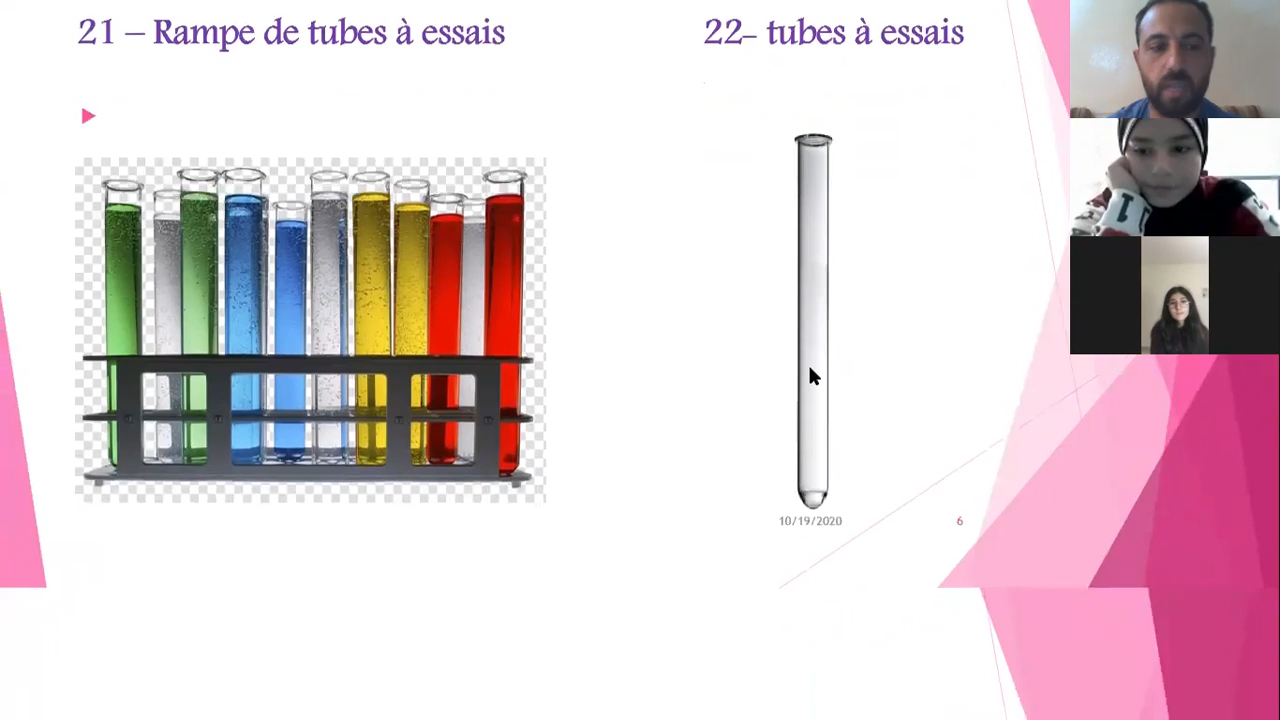 21 – Rampe de tubes à essais
22- tubes à essais
10/19/2020
6